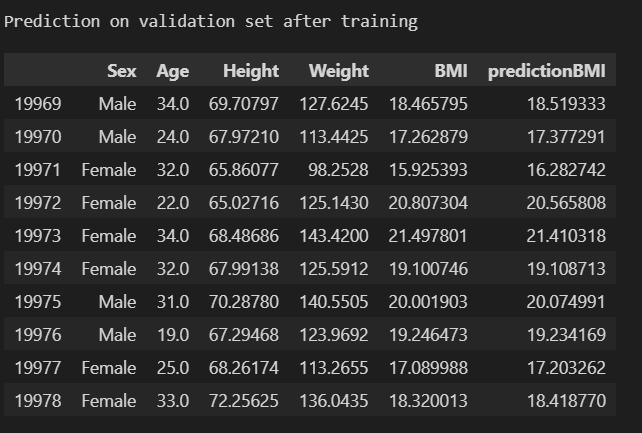 Prediction on validation set after training
Sex Age Height Weight BMI predictionBMI
19969 Male 34.0 69.70797 127.6245 18.465795 18.519333
19970 Male 24.0 67.97210 113.4425 17.262879 17.377291
19971 Female 32.0 65.86077 98.2528 15.925393 16.282742
19972 Female 22.0 65.02716 125.1430 20.807304 20.565808
19973 Female 34.0 68.48686 143.4200 21.497801 21.410318
19974 Female 32.0 67.99138 125.5912 19.100746 19.108713
19975 Male 31.0 70.28780 140.5505 20.001903 20.074991
19976 Male 19.0 67.29468 123.9692 19.246473 19.234169
19977 Female 25.0 68.26174 113.2655 17.089988 17.203262
19978 Female 33.0 72.25625 136.0435 18.320013 18.418770